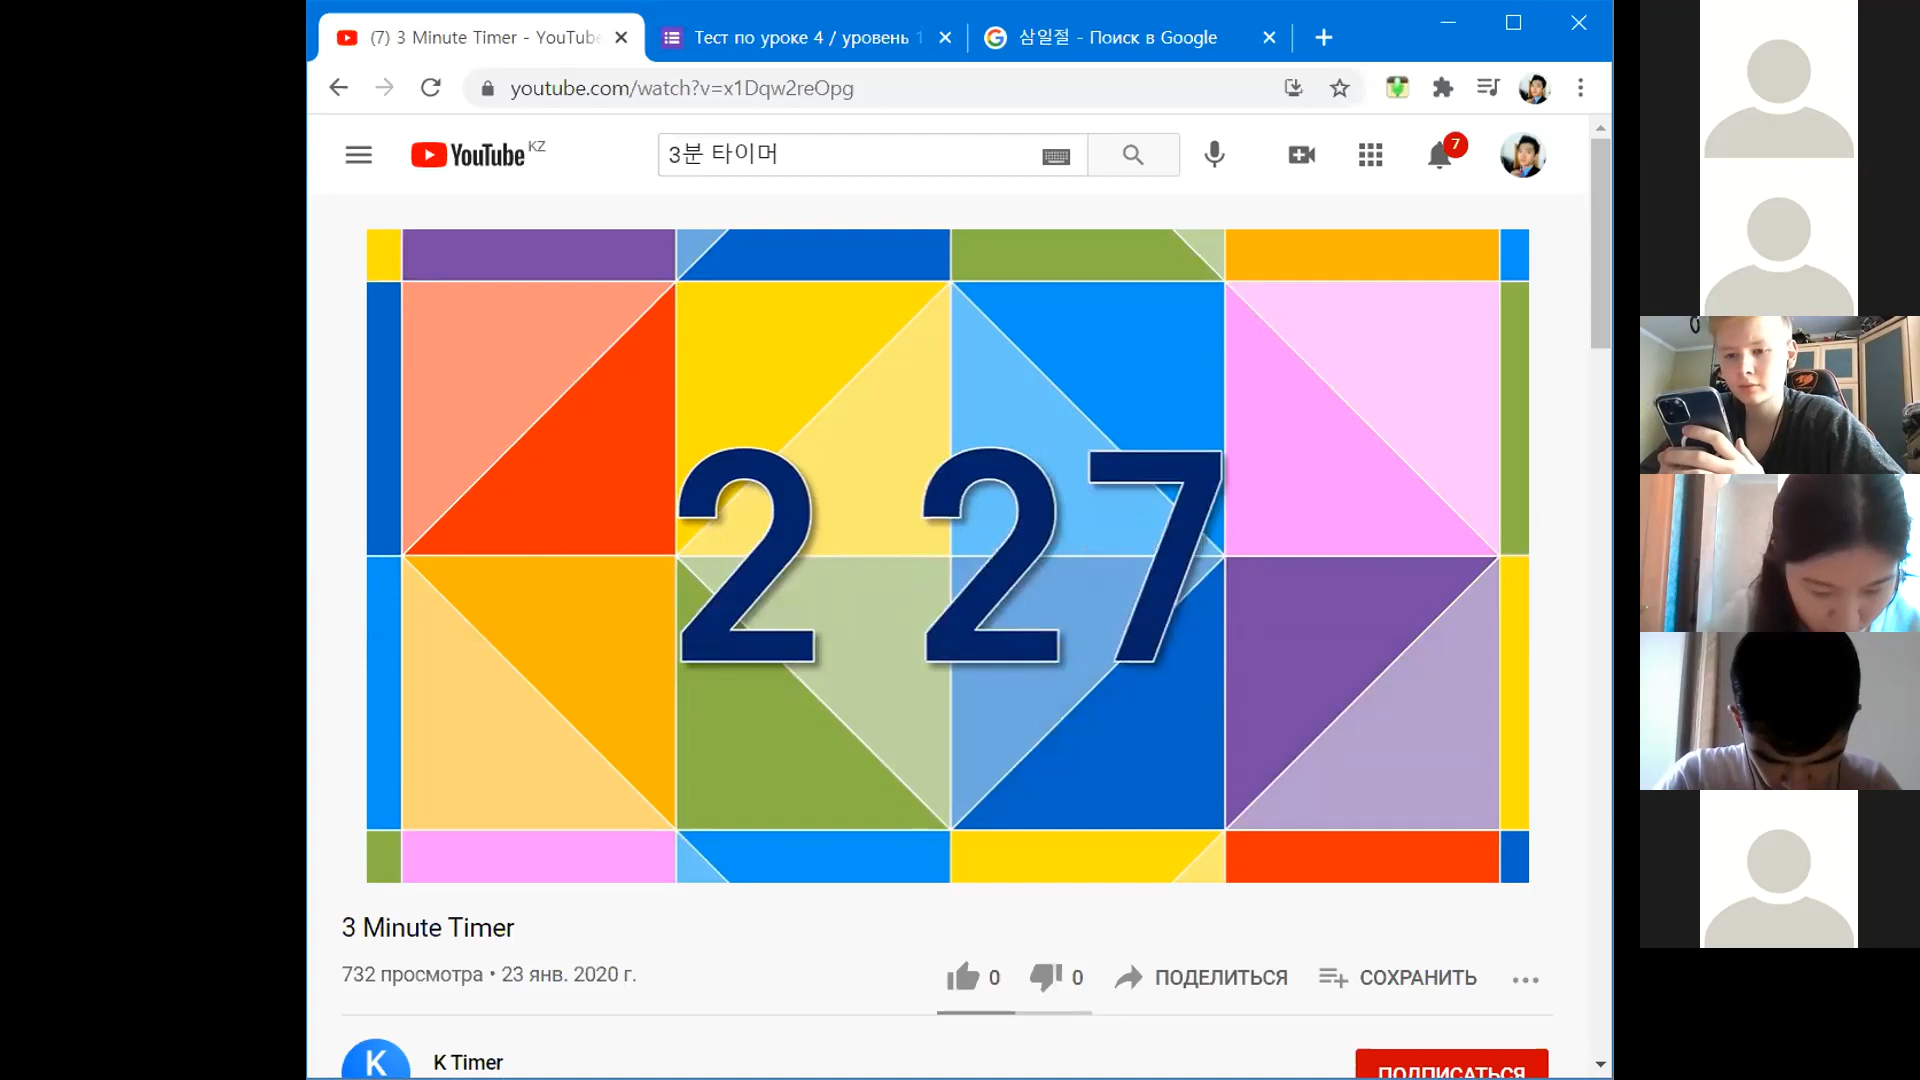 (7) 3 Minute Timer - YouTube
Тест по уроке 4 / уровень 1
삼일절 - Поиск в Google
youtube.com/watch?v=x1Dqw2reOpg
YouTube KZ
3분 타이머
7
2 27
3 Minute Timer
732 просмотра • 23 янв. 2020 г.
0
0
ПОДЕЛИТЬСЯ
СОХРАНИТЬ
K
K Timer
ПОДПИСАТЬСЯ